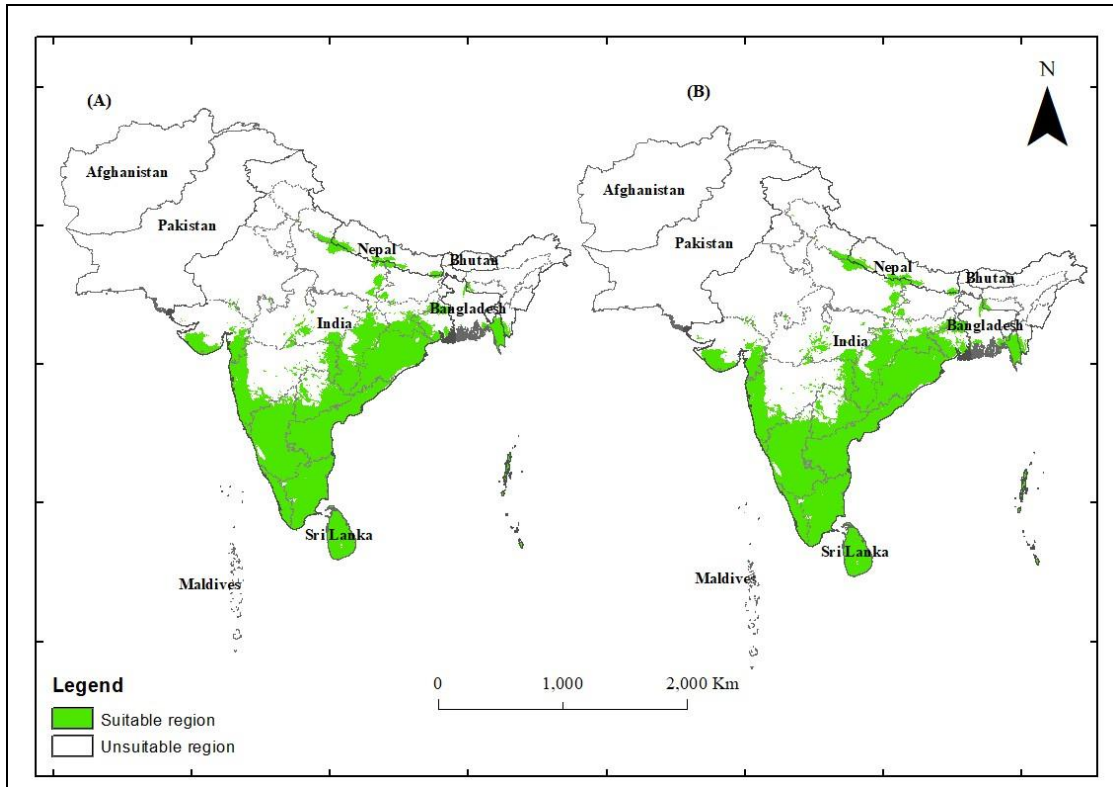 (A)
Afghanistan
Pakistan
Nepal
Bhutan
Bangladesh
India
Sri Lanka
Maldives
(B)
N
Afghanistan
Pakistan
Nepal
Bhutan
Bangladesh
India
Sri Lanka
Maldives
Legend
Suitable region
Unsuitable region
0 1,000 2,000 Km